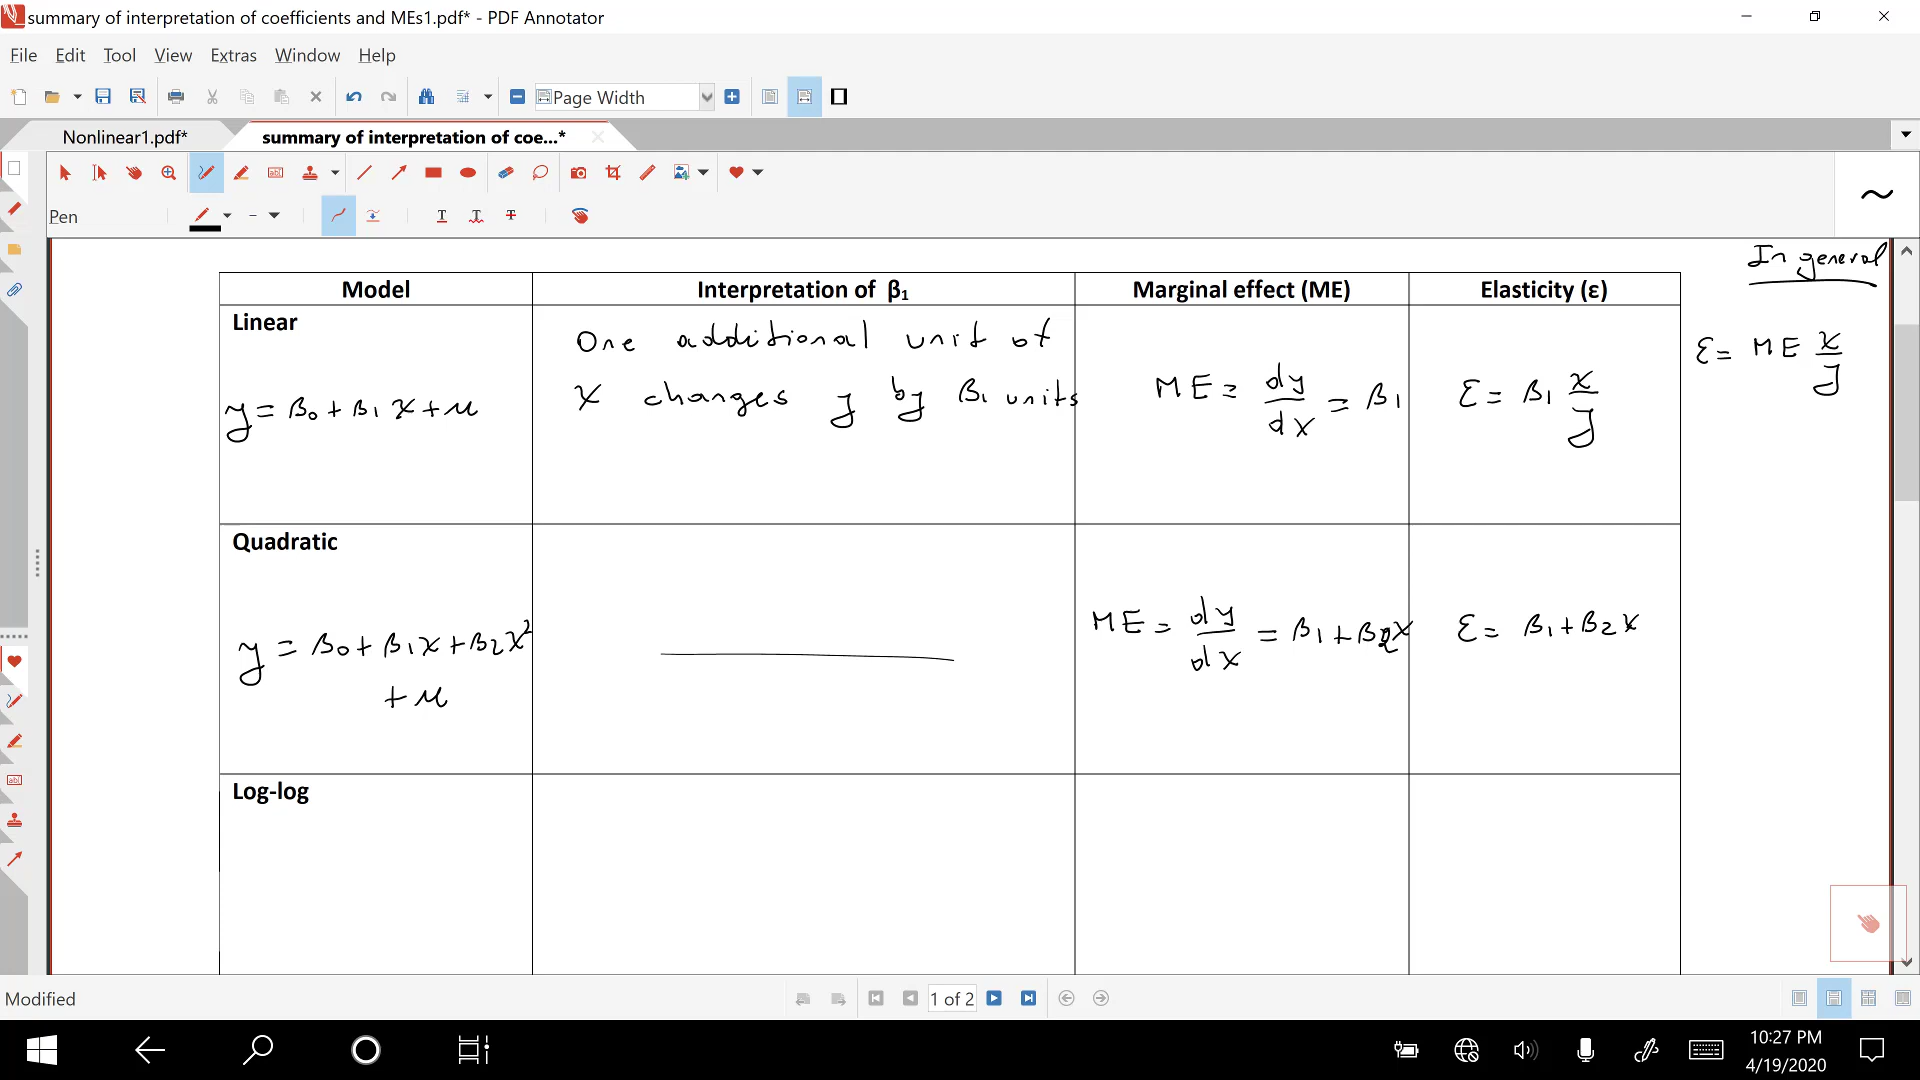 summary of interpretation of coefficients and MEs1.pdf* - PDF Annotator
File Edit Tool View Extras Window Help
Page Width
Nonlinear1.pdf*
summary of interpretation of coe...*
Pen
In general
Model
Interpretation of β₁
Marginal effect (ME)
Elasticity (ε)
Linear
One additional unit of
x changes y by β₁ units
y = β₀ + β₁ x + u
ME = dy/dx = β₁
ε = β₁ x/y
ε = ME x/y
Quadratic
y = β₀ + β₁x + β₂x²
+ u
ME = dy/dx = β₁ + β₂x
ε = β₁ + β₂ x
Log-log
Modified
1 of 2
10:27 PM
4/19/2020